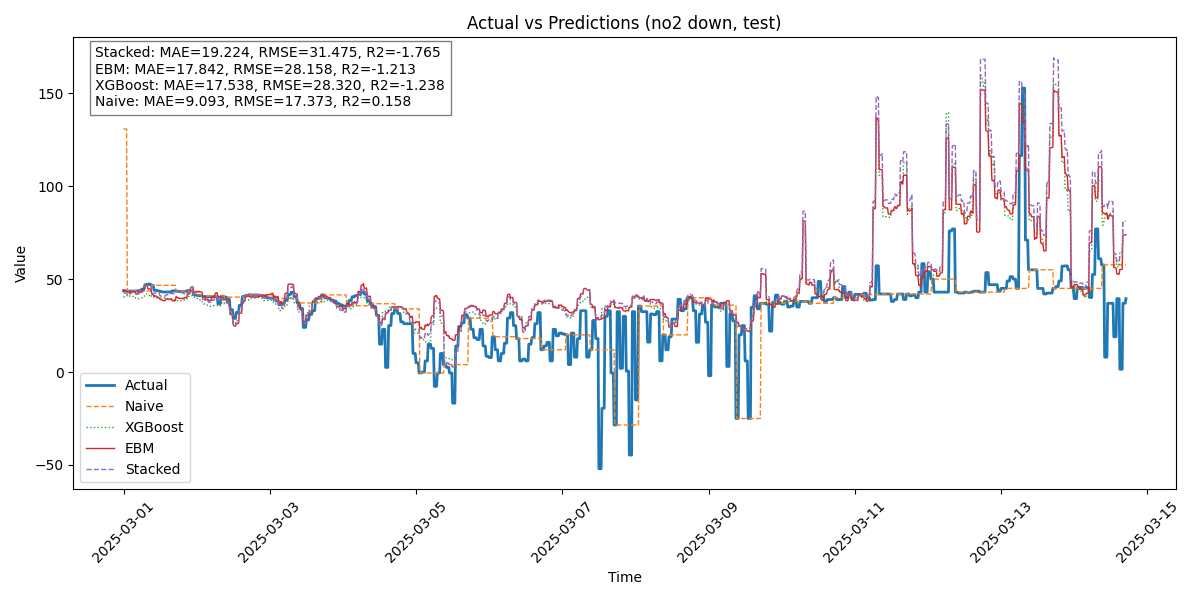 Actual vs Predictions (no2 down, test)
Stacked: MAE=19.224, RMSE=31.475, R2=-1.765
EBM: MAE=17.842, RMSE=28.158, R2=-1.213
XGBoost: MAE=17.538, RMSE=28.320, R2=-1.238
Naive: MAE=9.093, RMSE=17.373, R2=0.158
150
100
50
0
−50
Value
Actual
Naive
XGBoost
EBM
Stacked
2025-03-01
2025-03-03
2025-03-05
2025-03-07
2025-03-09
2025-03-11
2025-03-13
2025-03-15
Time